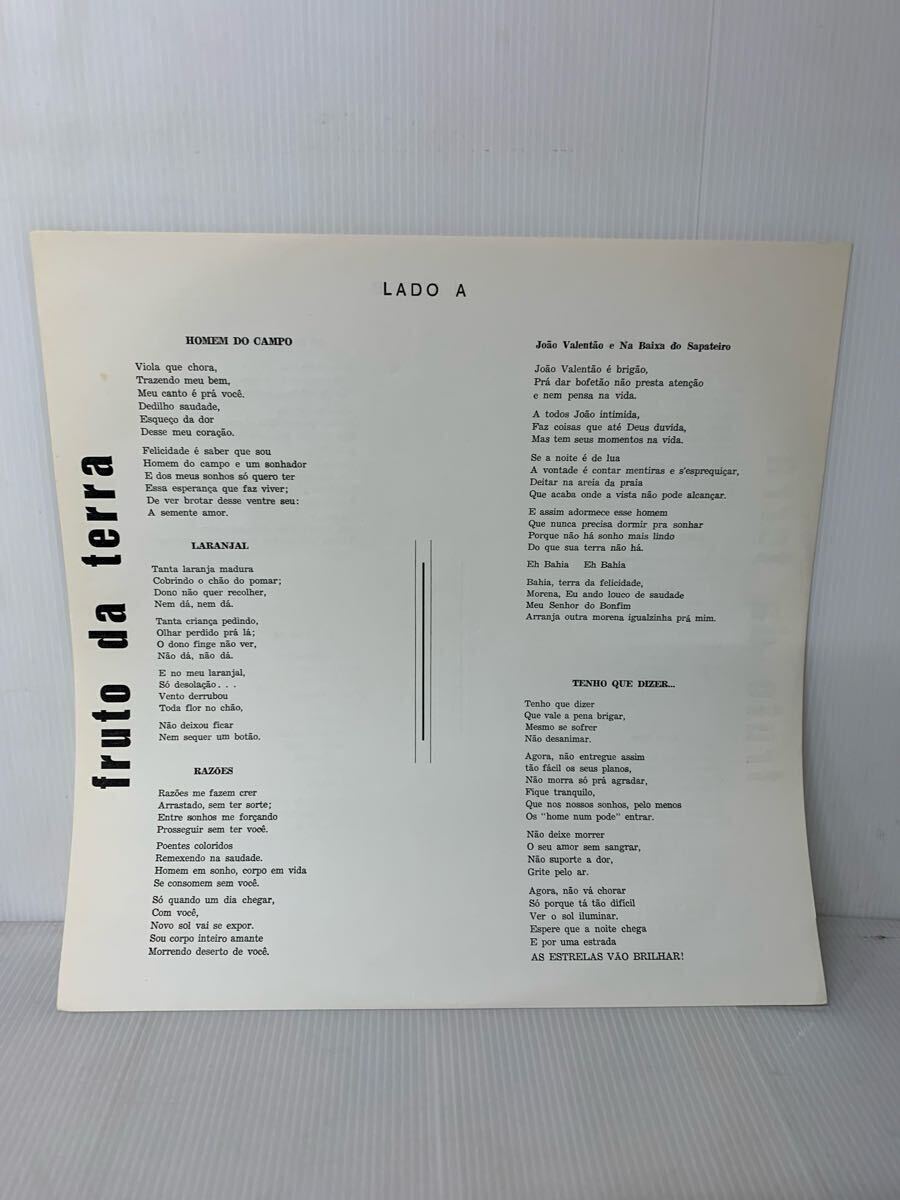 LADO A
fruto da terra
HOMEM DO CAMPO
Viola que chora,
Trazendo meu bem,
Meu canto é prá você.
Dedilho saudade,
Esqueço da dor
Desse meu coração.
Felicidade é saber que sou
Homem do campo e um sonhador
E dos meus sonhos só quero ter
Essa esperança que faz viver;
De ver brotar desse ventre seu:
A semente amor.
LARANJAL
Tanta laranja madura
Cobrindo o chão do pomar;
Dono não quer recolher,
Nem dá, nem dá.
Tanta criança pedindo,
Olhar perdido prá lá;
O dono finge não ver,
Não dá, não dá.
E no meu laranjal,
Só desolação...
Vento derrubou
Toda flor no chão,
Não deixou ficar
Nem sequer um botão.
RAZÕES
Razões me fazem crer
Arrastado, sem ter sorte;
Entre sonhos me forçando
Prosseguir sem ter você.
Poentes coloridos
Remexendo na saudade.
Homem em sonho, corpo em vida
Se consomem sem você.
Só quando um dia chegar,
Com você,
Novo sol vai se expor.
Sou corpo inteiro amante
Morrendo deserto de você.
João Valentão e Na Baixa do Sapateiro
João Valentão é brigão,
Prá dar bofetão não presta atenção
e nem pensa na vida.
A todos João intimida,
Faz coisas que até Deus duvida,
Mas tem seus momentos na vida.
Se a noite é de lua
A vontade é contar mentiras e s'esprequiçar,
Deitar na areia da praia
Que acaba onde a vista não pode alcançar.
E assim adormece esse homem
Que nunca precisa dormir pra sonhar
Porque não há sonho mais lindo
Do que sua terra não há.
Eh Bahia Eh Bahia
Bahia, terra da felicidade,
Morena, Eu ando louco de saudade
Meu Senhor do Bonfim
Arranja outra morena igualzinha prá mim.
TENHO QUE DIZER...
Tenho que dizer
Que vale a pena brigar,
Mesmo se sofrer
Não desanimar.
Agora, não entregue assim
tão fácil os seus planos,
Não morra só prá agradar,
Fique tranquilo,
Que nos nossos sonhos, pelo menos
Os "home num pode" entrar.
Não deixe morrer
O seu amor sem sangrar,
Não suporte a dor,
Grite pelo ar.
Agora, não vá chorar
Só porque tá tão difícil
Ver o sol iluminar.
Espere que a noite chega
E por uma estrada
AS ESTRELAS VÃO BRILHAR!